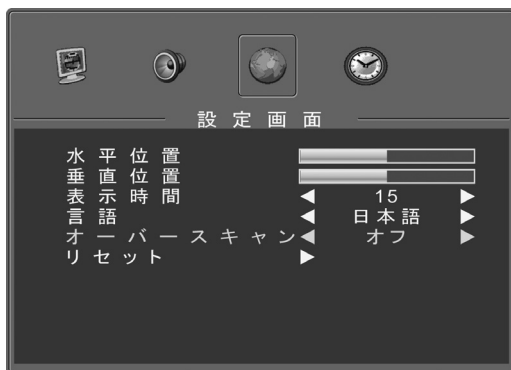 設定画面
水平位置
垂直位置
表示時間 15
言語 日本語
オーバースキャン オフ
リセット